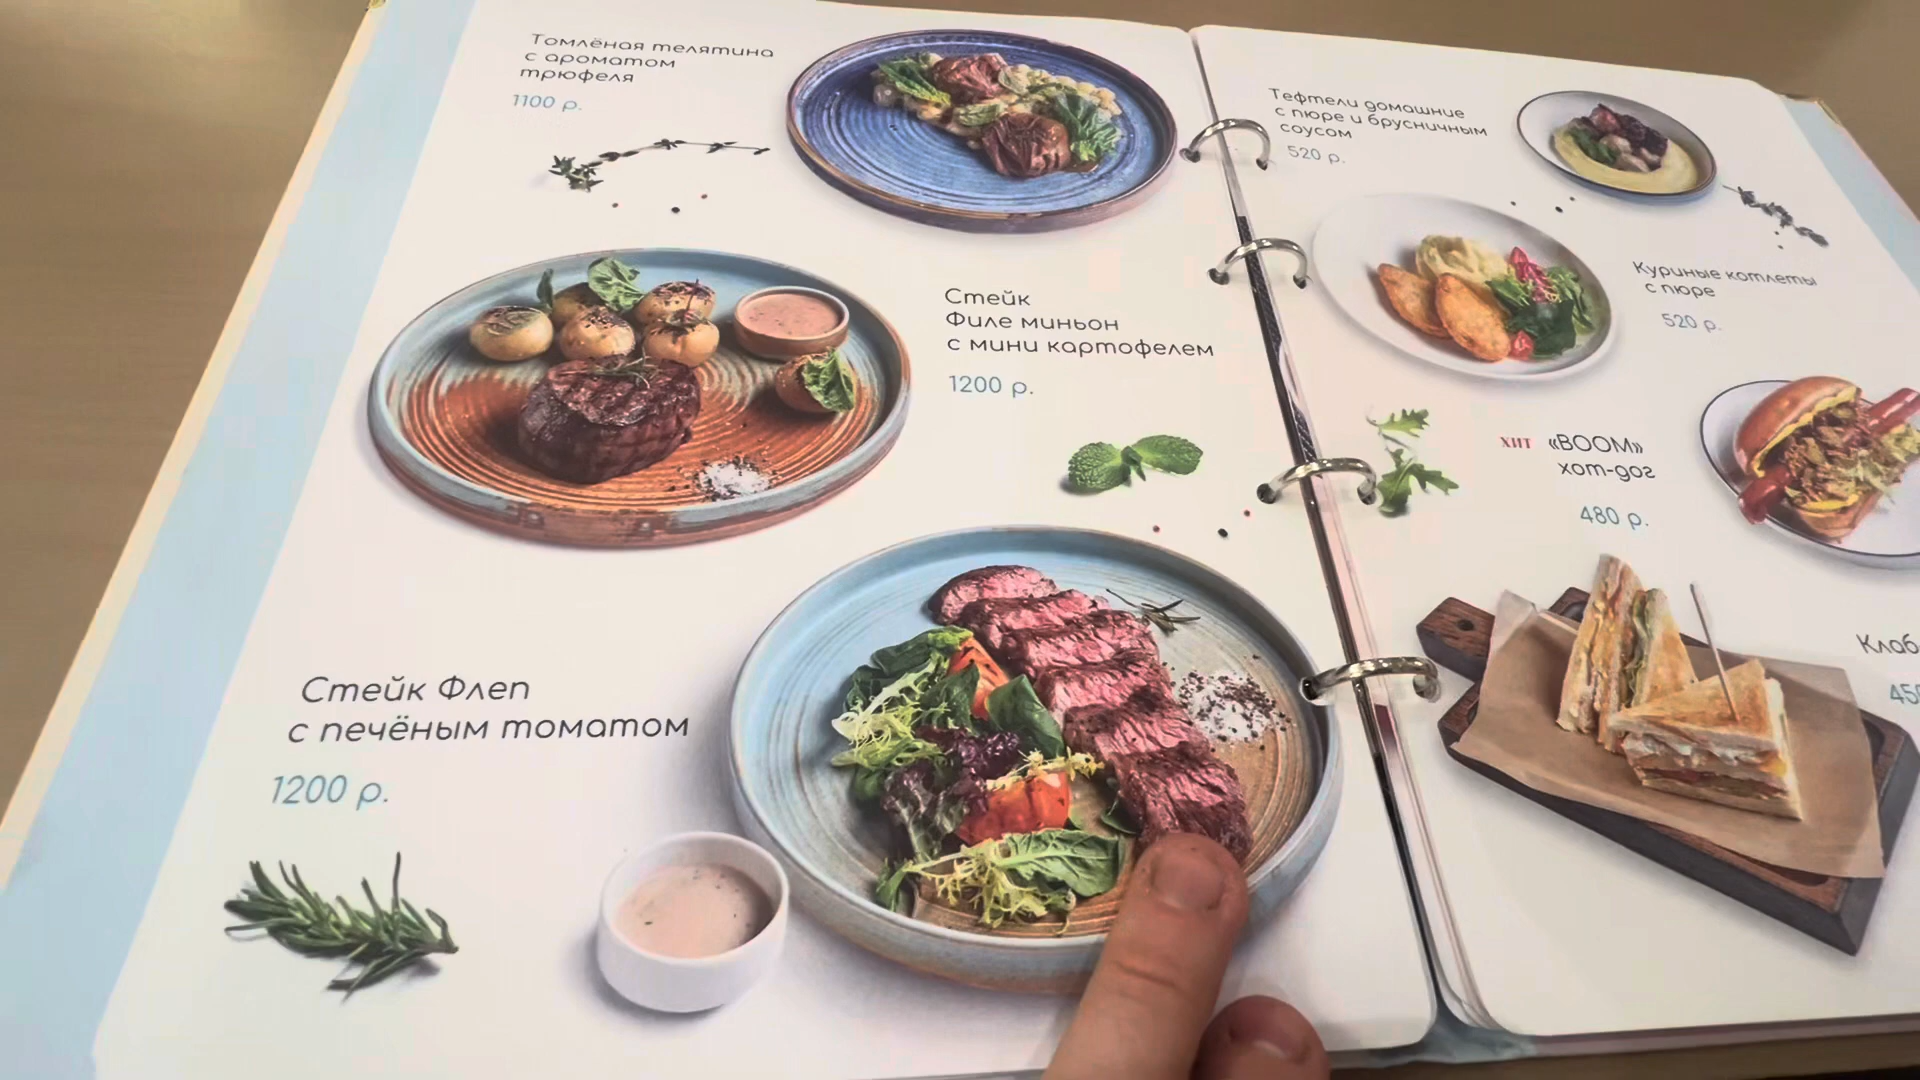 Томлёная телятина
с ароматом
трюфеля
1100 р.
Стейк
Филе миньон
с мини картофелем
1200 р.
Стейк Флеп
с печёным томатом
1200 р.
Тефтели домашние
с пюре и брусничным
соусом
520 р.
Куриные котлеты
с пюре
520 р.
ХИТ «BOOM»
хот-дог
480 р.
Клаб